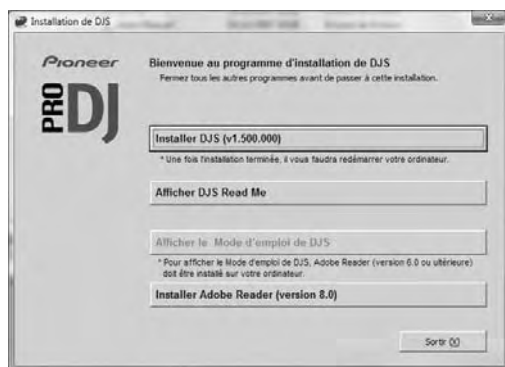 Installation de DJS
Pioneer
PRO
DJ
Bienvenue au programme d'installation de DJS
Fermez tous les autres programmes avant de passer à cette installation.
Installer DJS (v1.500.000)
* Une fois l'installation terminée, il vous faudra redémarrer votre ordinateur.
Afficher DJS Read Me
Afficher le Mode d'emploi de DJS
* Pour afficher le Mode d'emploi de DJS, Adobe Reader (version 6.0 ou ultérieure)
doit être installé sur votre ordinateur.
Installer Adobe Reader (version 8.0)
Sortir (X)